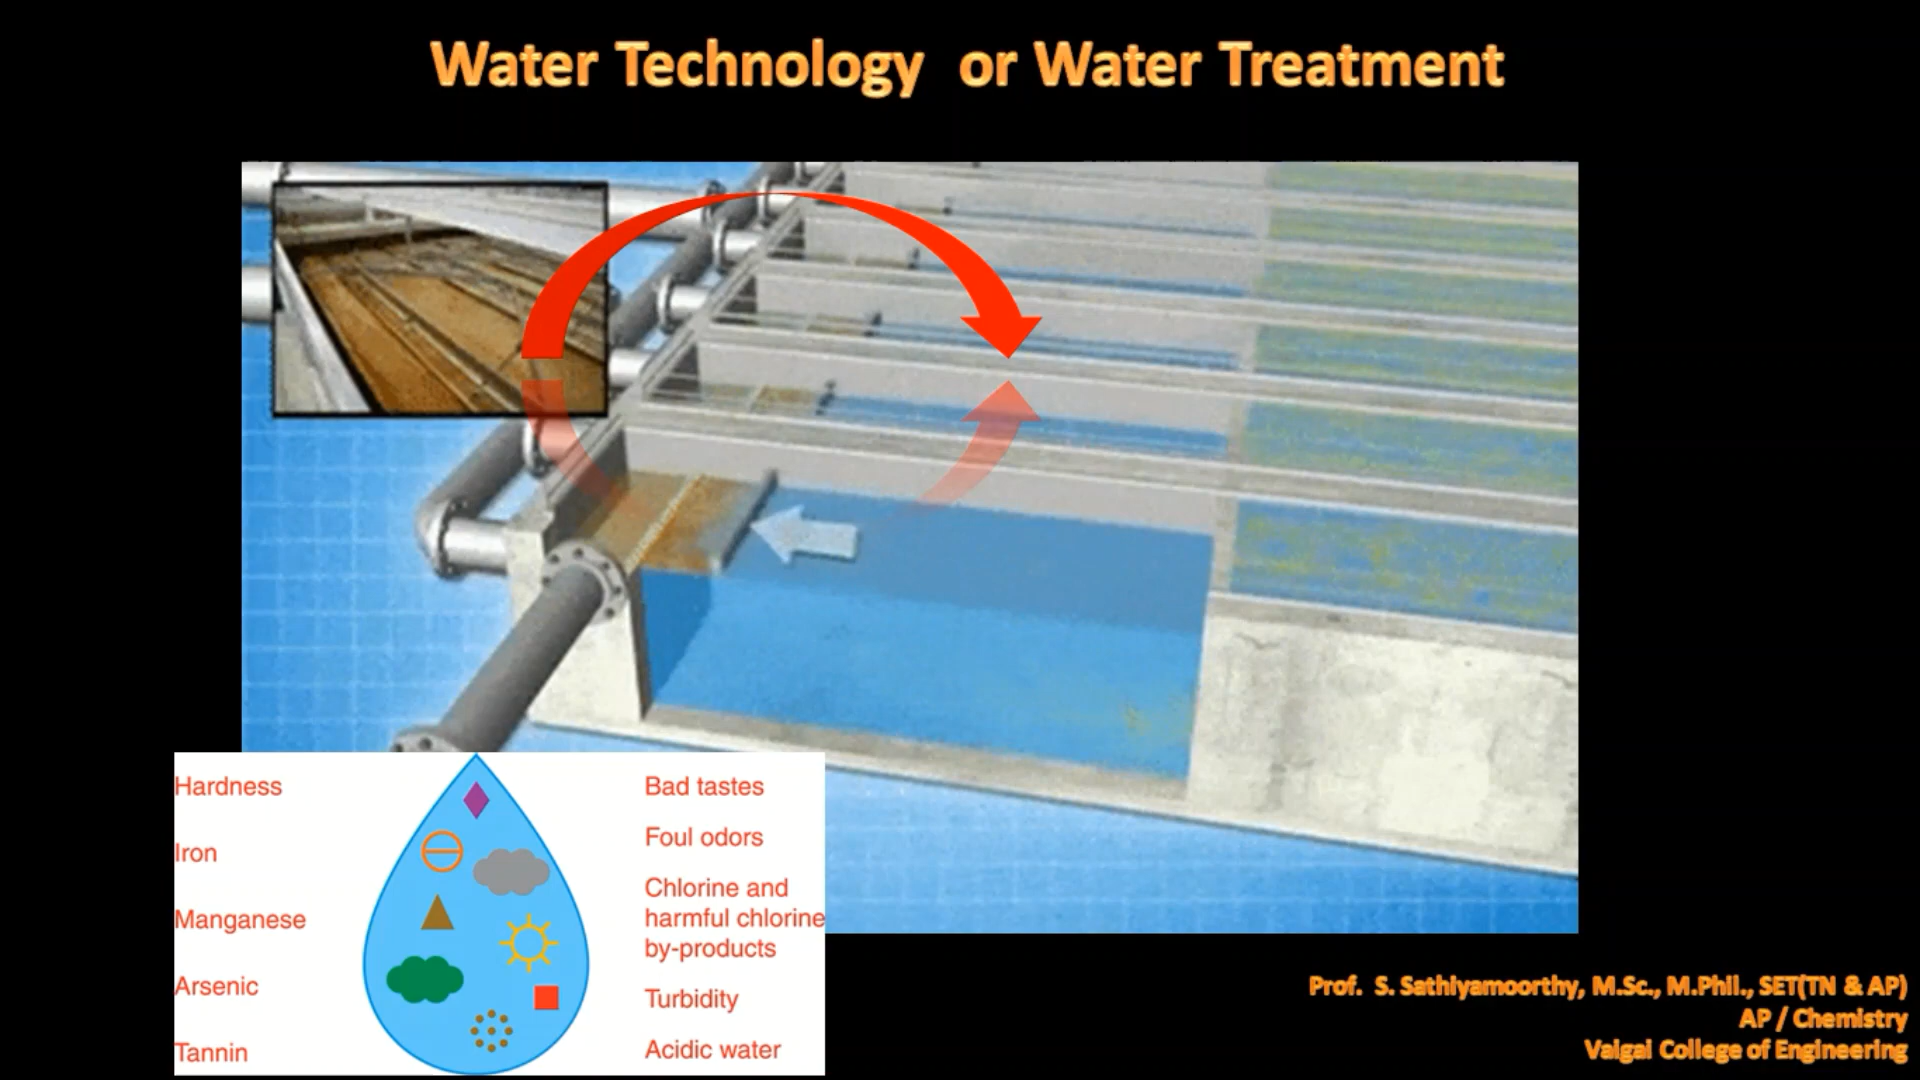 Water Technology or Water Treatment
Hardness
Iron
Manganese
Arsenic
Tannin
Bad tastes
Foul odors
Chlorine and
harmful chlorine
by-products
Turbidity
Acidic water
Prof. S. Sathiyamoorthy, M.Sc., M.Phil., SET(TN & AP)
AP / Chemistry
Vaigai College of Engineering